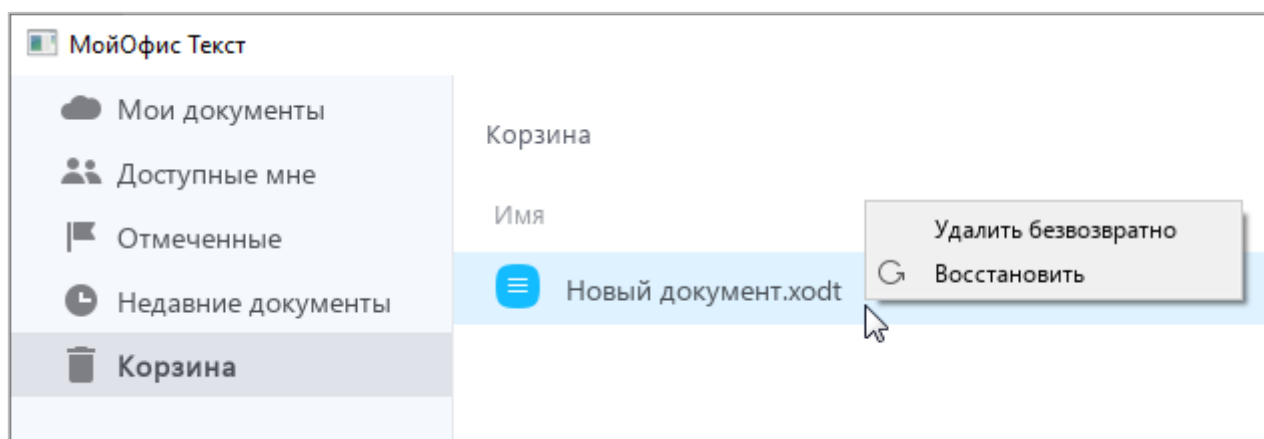 МойОфис Текст
Мои документы
Доступные мне
Отмеченные
Недавние документы
Корзина
Корзина
Имя
Новый документ.xodt
Удалить безвозвратно
Восстановить